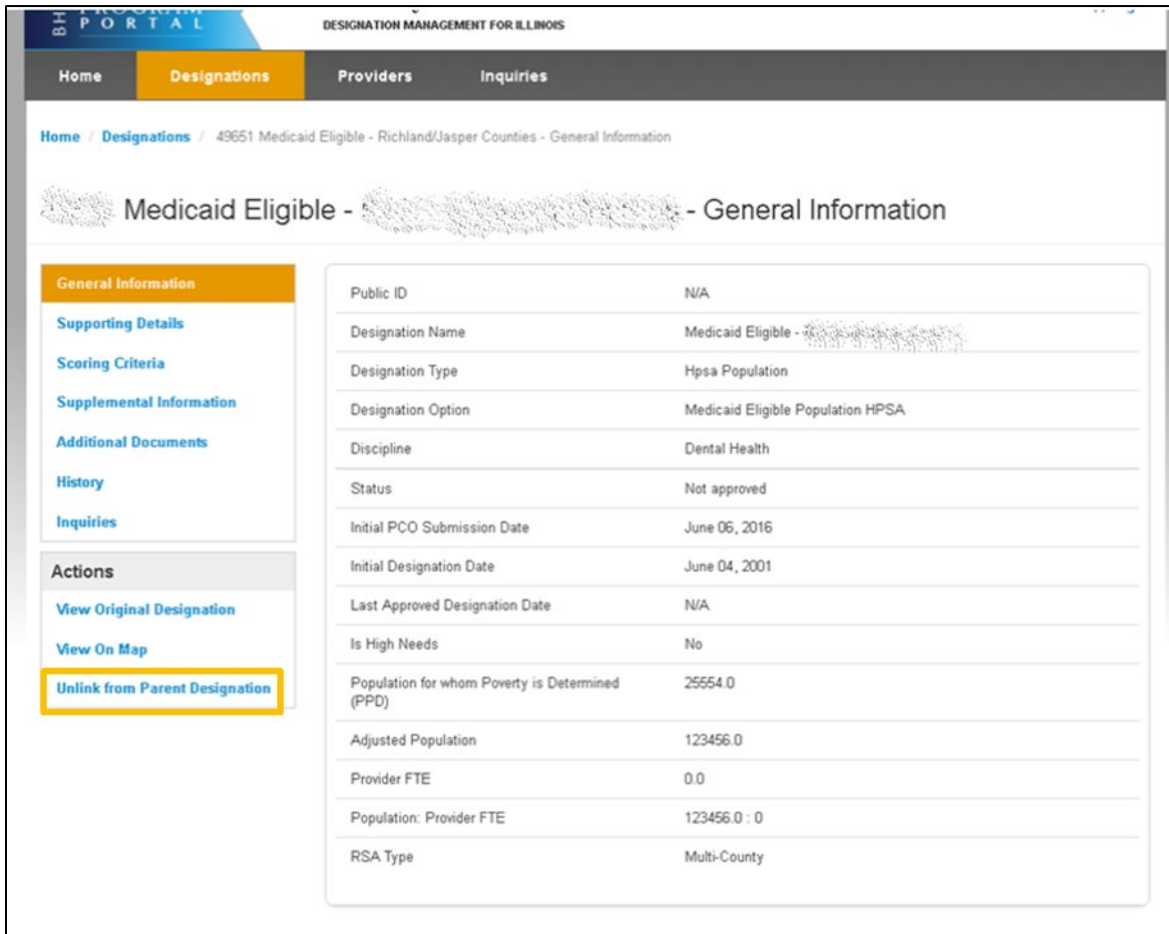 BH
PORTAL
DESIGNATION MANAGEMENT FOR ILLINOIS
Home Designations Providers Inquiries
Home / Designations / 49651 Medicaid Eligible - Richland/Jasper Counties - General Information
Medicaid Eligible - - General Information
General Information
Supporting Details
Scoring Criteria
Supplemental Information
Additional Documents
History
Inquiries
Actions
View Original Designation
View On Map
Unlink from Parent Designation
Public ID N/A
Designation Name Medicaid Eligible -
Designation Type Hpsa Population
Designation Option Medicaid Eligible Population HPSA
Discipline Dental Health
Status Not approved
Initial PCO Submission Date June 06, 2016
Initial Designation Date June 04, 2001
Last Approved Designation Date N/A
Is High Needs No
Population for whom Poverty is Determined 25554.0
(PPD)
Adjusted Population 123456.0
Provider FTE 0.0
Population: Provider FTE 123456.0 : 0
RSA Type Multi-County